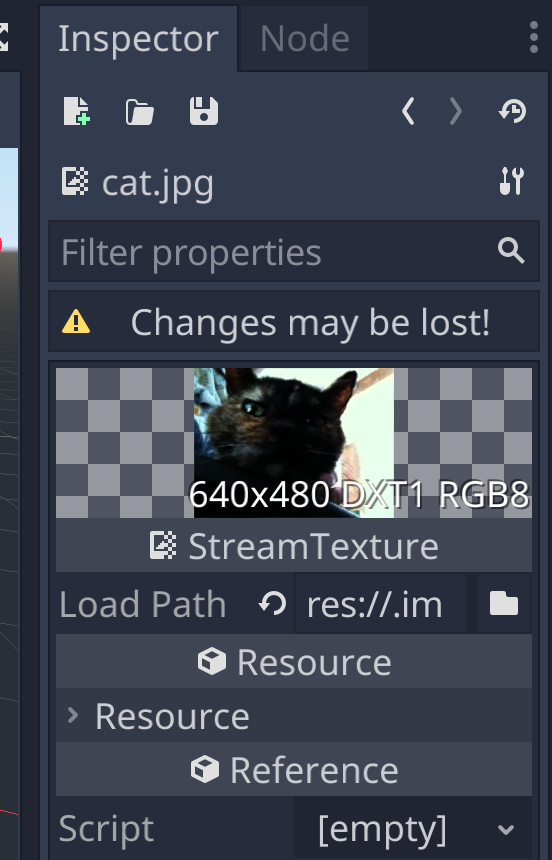 Inspector Node
cat.jpg
Filter properties
Changes may be lost!
640x480 DXT1 RGB8
StreamTexture
Load Path res://.im
Resource
Resource
Reference
Script [empty]